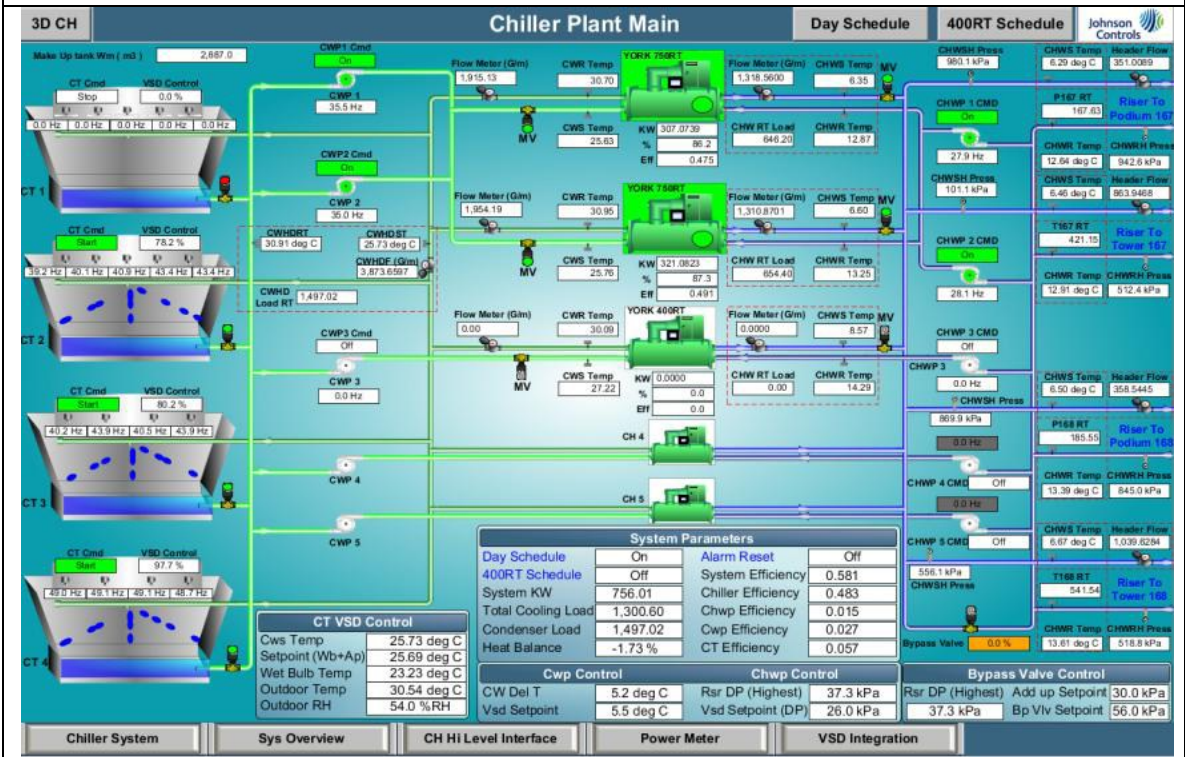 3D CH
Chiller Plant Main
Day Schedule
400RT Schedule
Johnson Controls
Make Up tank Wm ( m3 ) 2,667.0
CWP1 Cmd
On
CWP 1
35.5 Hz
CWP2 Cmd
On
CWP 2
35.0 Hz
CT Cmd VSD Control
Stop 0.0 %
0.0 Hz 0.0 Hz 0.0 Hz 0.0 Hz 0.0 Hz
CT 1
CT Cmd VSD Control
Start 78.2 %
39.2 Hz 40.1 Hz 40.9 Hz 43.4 Hz 43.4 Hz
CT 2
CT Cmd VSD Control
Start 80.2 %
40.2 Hz 43.9 Hz 40.5 Hz 43.9 Hz
CT 3
CT Cmd VSD Control
Start 97.7 %
49.0 Hz 49.1 Hz 49.1 Hz 48.7 Hz
CT 4
CWHDRT
30.91 deg C
CWHDST
25.73 deg C
CWHDF (G/m)
3,873.6597
CWHD Load RT 1,497.02
CWP3 Cmd
Off
CWP 3
0.0 Hz
CWP 4
CWP 5
Flow Meter (G/m)
1,915.13
CWR Temp
30.70
YORK 750RT
Flow Meter (G/m)
1,318.5600
CHWS Temp
6.35
MV
MV
CWS Temp
25.63
KW 307.0739
% 86.2
Eff 0.475
CHW RT Load
646.20
CHWR Temp
12.87
Flow Meter (G/m)
1,954.19
CWR Temp
30.95
YORK 750RT
Flow Meter (G/m)
1,310.8701
CHWS Temp
6.60
MV
MV
CWS Temp
25.76
KW 321.0823
% 87.3
Eff 0.491
CHW RT Load
654.40
CHWR Temp
13.25
Flow Meter (G/m)
0.00
CWR Temp
30.09
YORK 400RT
Flow Meter (G/m)
0.0000
CHWS Temp
8.57
MV
MV
CWS Temp
27.22
KW 0.0000
% 0.0
Eff 0.0
CHW RT Load
0.00
CHWR Temp
14.29
CH 4
CH 5
CHWSH Press
980.1 kPa
CHWP 1 CMD
On
27.9 Hz
CHWSH Press
101.1 kPa
CHWP 2 CMD
On
28.1 Hz
CHWP 3 CMD
Off
CHWP 3
0.0 Hz
CHWSH Press
869.9 kPa
0.0 Hz
CHWP 4 CMD Off
0.0 Hz
CHWP 5 CMD Off
556.1 kPa
CHWSH Press
Bypass Valve 0.0 %
CHWS Temp Header Flow
6.29 deg C 351.0089
P167 RT
167.63
Riser To Podium 167
CHWR Temp CHWRH Press
12.64 deg C 942.6 kPa
CHWS Temp Header Flow
6.46 deg C 863.9468
T167 RT
421.15
Riser To Tower 167
CHWR Temp CHWRH Press
12.91 deg C 512.4 kPa
CHWS Temp Header Flow
6.50 deg C 358.5445
P168 RT
185.55
Riser To Podium 168
CHWR Temp CHWRH Press
13.39 deg C 845.0 kPa
CHWS Temp Header Flow
6.67 deg C 1,039.6284
T168 RT
541.54
Riser To Tower 168
CHWR Temp CHWRH Press
13.61 deg C 518.8 kPa
CT VSD Control
Cws Temp 25.73 deg C
Setpoint (Wb+Ap) 25.69 deg C
Wet Bulb Temp 23.23 deg C
Outdoor Temp 30.54 deg C
Outdoor RH 54.0 %RH
System Parameters
Day Schedule On Alarm Reset Off
400RT Schedule Off System Efficiency 0.581
System KW 756.01 Chiller Efficiency 0.483
Total Cooling Load 1,300.60 Chwp Efficiency 0.015
Condenser Load 1,497.02 Cwp Efficiency 0.027
Heat Balance -1.73 % CT Efficiency 0.057
Cwp Control Chwp Control
CW Del T 5.2 deg C Rsr DP (Highest) 37.3 kPa
Vsd Setpoint 5.5 deg C Vsd Setpoint (DP) 26.0 kPa
Bypass Valve Control
Rsr DP (Highest) Add up Setpoint 30.0 kPa
37.3 kPa Bp Vlv Setpoint 56.0 kPa
Chiller System
Sys Overview
CH Hi Level Interface
Power Meter
VSD Integration